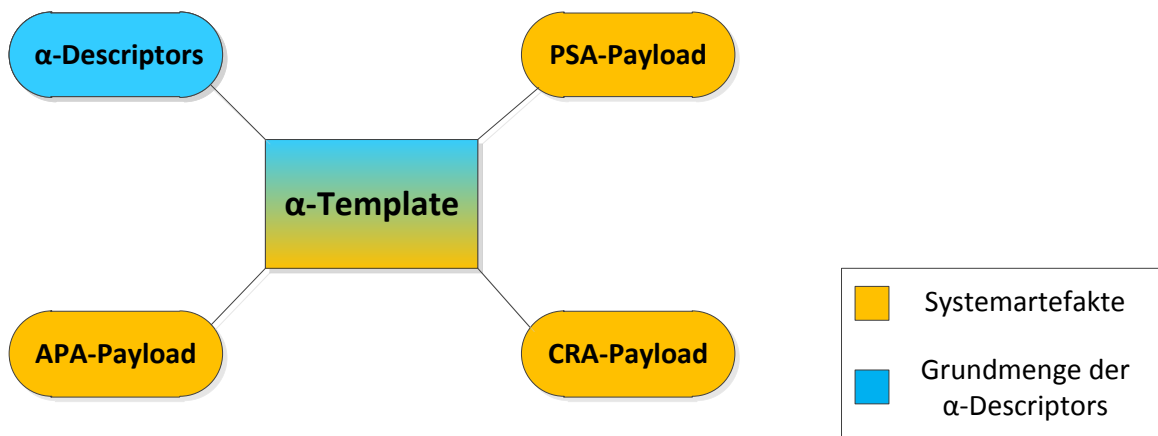 α-Descriptors
PSA-Payload
α-Template
APA-Payload
CRA-Payload
Systemartefakte
Grundmenge der
α-Descriptors